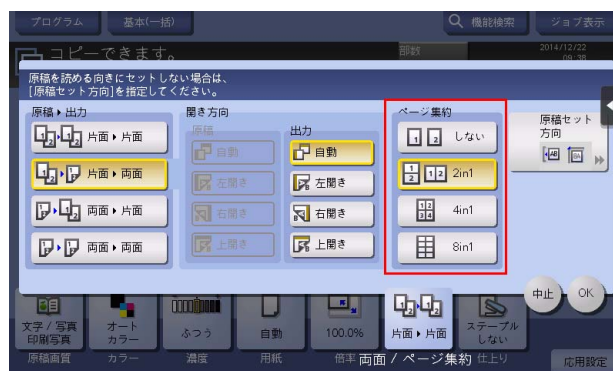 プログラム
基本(一括)
機能検索
ジョブ表示
コピーできます。
部数
2014/12/22
09:38
原稿を読める向きにセットしない場合は、
[原稿セット方向]を指定してください。
原稿▶出力
片面▶片面
片面▶両面
両面▶片面
両面▶両面
開き方向
原稿
自動
左開き
右開き
上開き
出力
自動
左開き
右開き
上開き
ページ集約
1 2 しない
1 2 1 2 2in1
1 2 3 4 4in1
8in1
原稿セット
方向
中止
OK
文字/写真
印刷写真
オート
カラー
ふつう
自動
100.0%
片面▶片面
ステープル
しない
原稿画質
カラー
濃度
用紙
倍率
両面/ページ集約
仕上り
応用設定